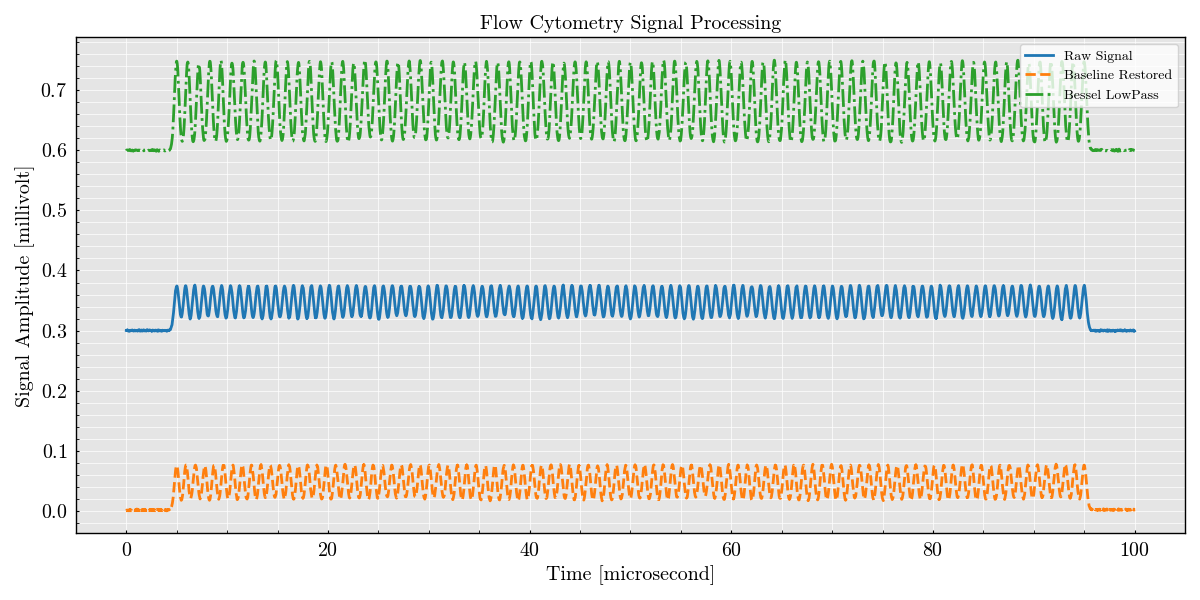 Flow Cytometry Signal Processing
Raw Signal
Baseline Restored
Bessel LowPass
Signal Amplitude [millivolt]
0.7
0.6
0.5
0.4
0.3
0.2
0.1
0.0
0 20 40 60 80 100
Time [microsecond]